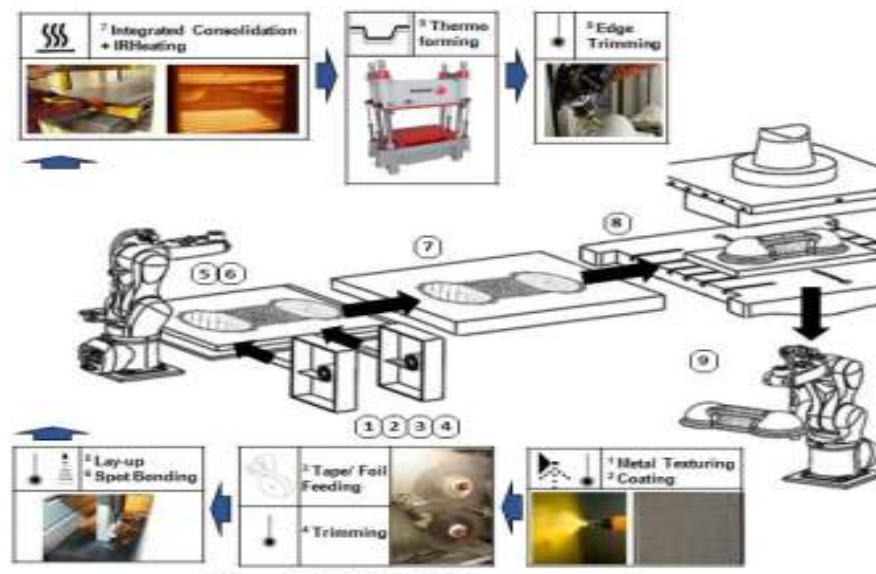 7 Integrated Consolidation
+ IRHeating
8 Thermo
forming
9 Edge
Trimming
8
7
5 6
9
1 2 3 4
5 Lay-up
6 Spot Bending
3 Tape/ Foil
Feeding
4 Trimming
1 Metal Texturing
2 Coating